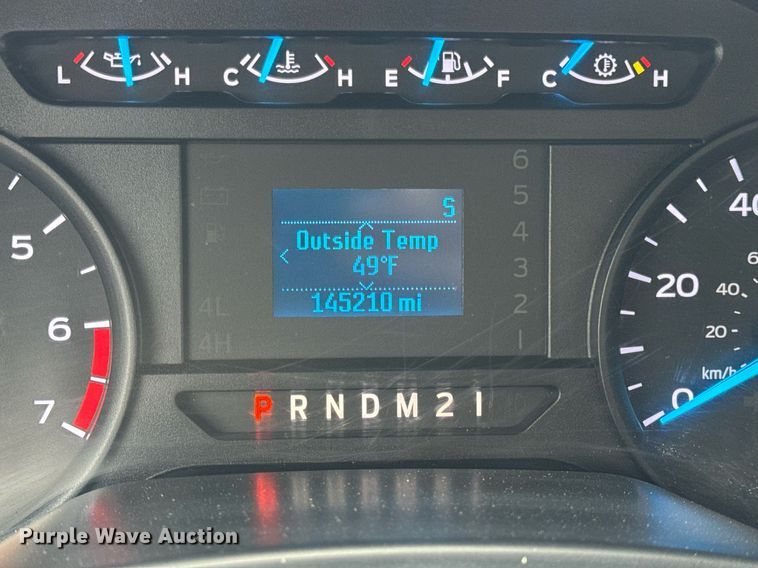 L H C H E F C H
6
5
4
3
2
1
4L
4H
S
Outside Temp
49°F
145210 mi
5
6
7
P R N D M 2 1
40
20
0
60
40
20
km/h
Purple Wave Auction